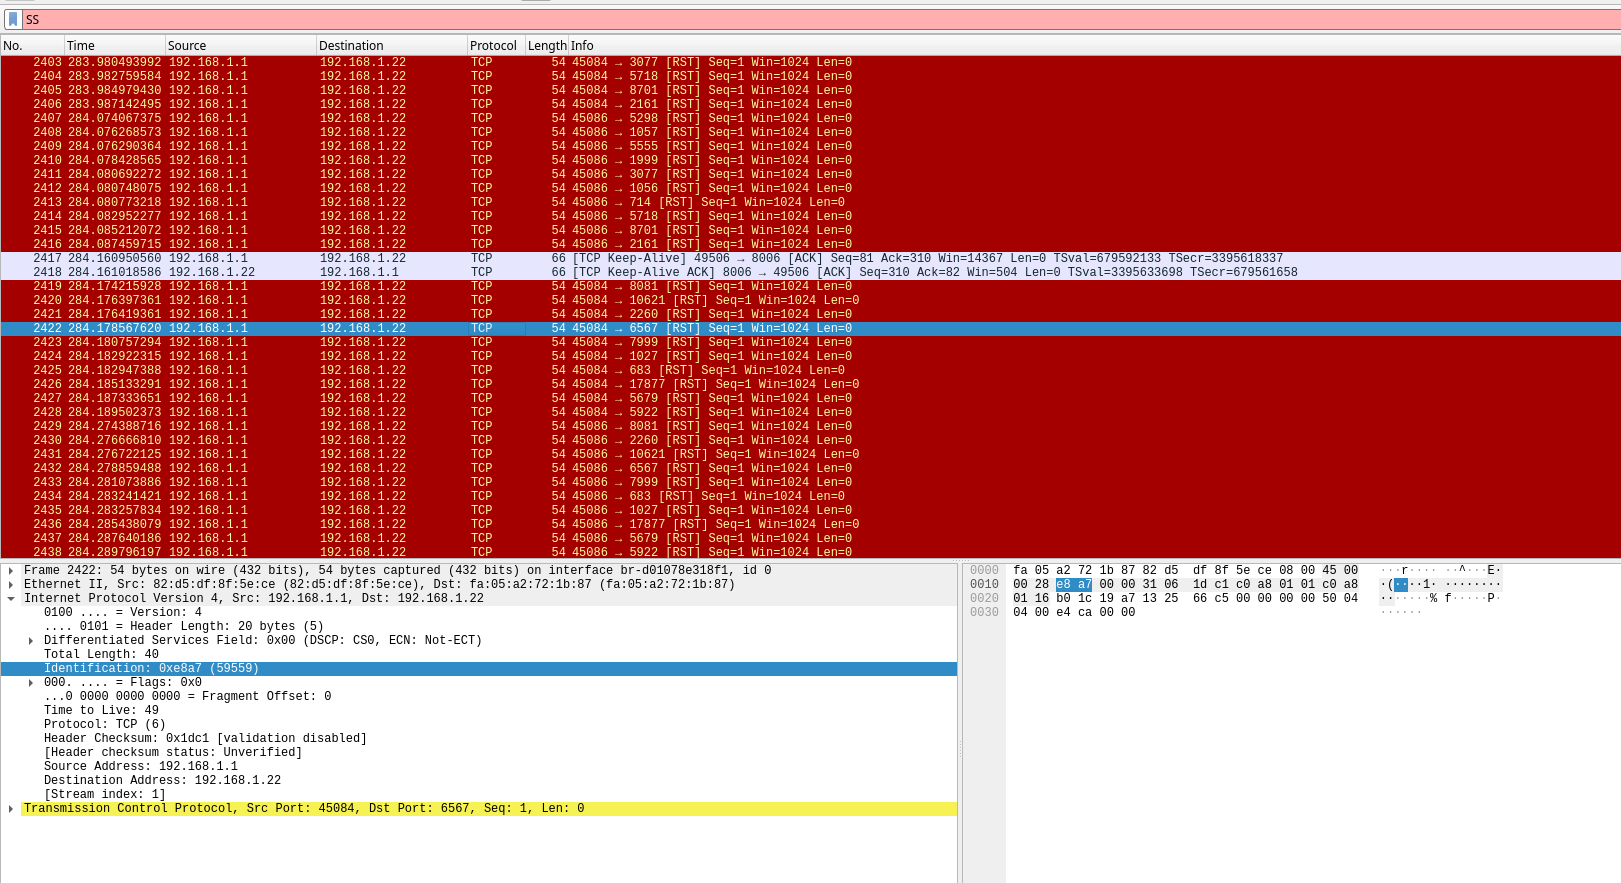 SS
No. Time Source Destination Protocol Length Info
2403 283.980493992 192.168.1.1 192.168.1.22 TCP 54 45084 → 3077 [RST] Seq=1 Win=1024 Len=0
2404 283.982759584 192.168.1.1 192.168.1.22 TCP 54 45084 → 5718 [RST] Seq=1 Win=1024 Len=0
2405 283.984979430 192.168.1.1 192.168.1.22 TCP 54 45084 → 8701 [RST] Seq=1 Win=1024 Len=0
2406 283.987142495 192.168.1.1 192.168.1.22 TCP 54 45084 → 2161 [RST] Seq=1 Win=1024 Len=0
2407 284.074067375 192.168.1.1 192.168.1.22 TCP 54 45086 → 5298 [RST] Seq=1 Win=1024 Len=0
2408 284.076268573 192.168.1.1 192.168.1.22 TCP 54 45086 → 1057 [RST] Seq=1 Win=1024 Len=0
2409 284.076290364 192.168.1.1 192.168.1.22 TCP 54 45086 → 5555 [RST] Seq=1 Win=1024 Len=0
2410 284.078428565 192.168.1.1 192.168.1.22 TCP 54 45086 → 1999 [RST] Seq=1 Win=1024 Len=0
2411 284.080692272 192.168.1.1 192.168.1.22 TCP 54 45086 → 3077 [RST] Seq=1 Win=1024 Len=0
2412 284.080748075 192.168.1.1 192.168.1.22 TCP 54 45086 → 1056 [RST] Seq=1 Win=1024 Len=0
2413 284.080773218 192.168.1.1 192.168.1.22 TCP 54 45086 → 714 [RST] Seq=1 Win=1024 Len=0
2414 284.082952277 192.168.1.1 192.168.1.22 TCP 54 45086 → 5718 [RST] Seq=1 Win=1024 Len=0
2415 284.085212072 192.168.1.1 192.168.1.22 TCP 54 45086 → 8701 [RST] Seq=1 Win=1024 Len=0
2416 284.087459715 192.168.1.1 192.168.1.22 TCP 54 45086 → 2161 [RST] Seq=1 Win=1024 Len=0
2417 284.160950560 192.168.1.1 192.168.1.22 TCP 66 [TCP Keep-Alive] 49506 → 8006 [ACK] Seq=81 Ack=310 Win=14367 Len=0 TSval=679592133 TSecr=3395618337
2418 284.161018586 192.168.1.22 192.168.1.1 TCP 66 [TCP Keep-Alive ACK] 8006 → 49506 [ACK] Seq=310 Ack=82 Win=504 Len=0 TSval=3395633698 TSecr=679561658
2419 284.174215928 192.168.1.1 192.168.1.22 TCP 54 45084 → 8081 [RST] Seq=1 Win=1024 Len=0
2420 284.176397361 192.168.1.1 192.168.1.22 TCP 54 45084 → 10621 [RST] Seq=1 Win=1024 Len=0
2421 284.176419361 192.168.1.1 192.168.1.22 TCP 54 45084 → 2260 [RST] Seq=1 Win=1024 Len=0
2422 284.178567620 192.168.1.1 192.168.1.22 TCP 54 45084 → 6567 [RST] Seq=1 Win=1024 Len=0
2423 284.180757294 192.168.1.1 192.168.1.22 TCP 54 45084 → 7999 [RST] Seq=1 Win=1024 Len=0
2424 284.182922315 192.168.1.1 192.168.1.22 TCP 54 45084 → 1027 [RST] Seq=1 Win=1024 Len=0
2425 284.182947388 192.168.1.1 192.168.1.22 TCP 54 45084 → 683 [RST] Seq=1 Win=1024 Len=0
2426 284.185133291 192.168.1.1 192.168.1.22 TCP 54 45084 → 17877 [RST] Seq=1 Win=1024 Len=0
2427 284.187333651 192.168.1.1 192.168.1.22 TCP 54 45084 → 5679 [RST] Seq=1 Win=1024 Len=0
2428 284.189502373 192.168.1.1 192.168.1.22 TCP 54 45084 → 5922 [RST] Seq=1 Win=1024 Len=0
2429 284.274388716 192.168.1.1 192.168.1.22 TCP 54 45086 → 8081 [RST] Seq=1 Win=1024 Len=0
2430 284.276666810 192.168.1.1 192.168.1.22 TCP 54 45086 → 2260 [RST] Seq=1 Win=1024 Len=0
2431 284.276722125 192.168.1.1 192.168.1.22 TCP 54 45086 → 10621 [RST] Seq=1 Win=1024 Len=0
2432 284.278859488 192.168.1.1 192.168.1.22 TCP 54 45086 → 6567 [RST] Seq=1 Win=1024 Len=0
2433 284.281073886 192.168.1.1 192.168.1.22 TCP 54 45086 → 7999 [RST] Seq=1 Win=1024 Len=0
2434 284.283241421 192.168.1.1 192.168.1.22 TCP 54 45086 → 683 [RST] Seq=1 Win=1024 Len=0
2435 284.283257834 192.168.1.1 192.168.1.22 TCP 54 45086 → 1027 [RST] Seq=1 Win=1024 Len=0
2436 284.285438079 192.168.1.1 192.168.1.22 TCP 54 45086 → 17877 [RST] Seq=1 Win=1024 Len=0
2437 284.287640186 192.168.1.1 192.168.1.22 TCP 54 45086 → 5679 [RST] Seq=1 Win=1024 Len=0
2438 284.289796197 192.168.1.1 192.168.1.22 TCP 54 45086 → 5922 [RST] Seq=1 Win=1024 Len=0
Frame 2422: 54 bytes on wire (432 bits), 54 bytes captured (432 bits) on interface br-d01078e318f1, id 0
Ethernet II, Src: 82:d5:df:8f:5e:ce (82:d5:df:8f:5e:ce), Dst: fa:05:a2:72:1b:87 (fa:05:a2:72:1b:87)
Internet Protocol Version 4, Src: 192.168.1.1, Dst: 192.168.1.22
0100 .... = Version: 4
.... 0101 = Header Length: 20 bytes (5)
Differentiated Services Field: 0x00 (DSCP: CS0, ECN: Not-ECT)
Total Length: 40
Identification: 0xe8a7 (59559)
000. .... = Flags: 0x0
...0 0000 0000 0000 = Fragment Offset: 0
Time to Live: 49
Protocol: TCP (6)
Header Checksum: 0x1dc1 [validation disabled]
[Header checksum status: Unverified]
Source Address: 192.168.1.1
Destination Address: 192.168.1.22
[Stream index: 1]
Transmission Control Protocol, Src Port: 45084, Dst Port: 6567, Seq: 1, Len: 0
0000 fa 05 a2 72 1b 87 82 d5 df 8f 5e ce 08 00 45 00 ···r···· ··^···E·
0010 00 28 e8 a7 00 00 31 06 1d c1 c0 a8 01 01 c0 a8 ·(····1· ········
0020 01 16 b0 1c 19 a7 13 25 66 c5 00 00 00 00 50 04 ·······% f·····P·
0030 04 00 e4 ca 00 00 ······